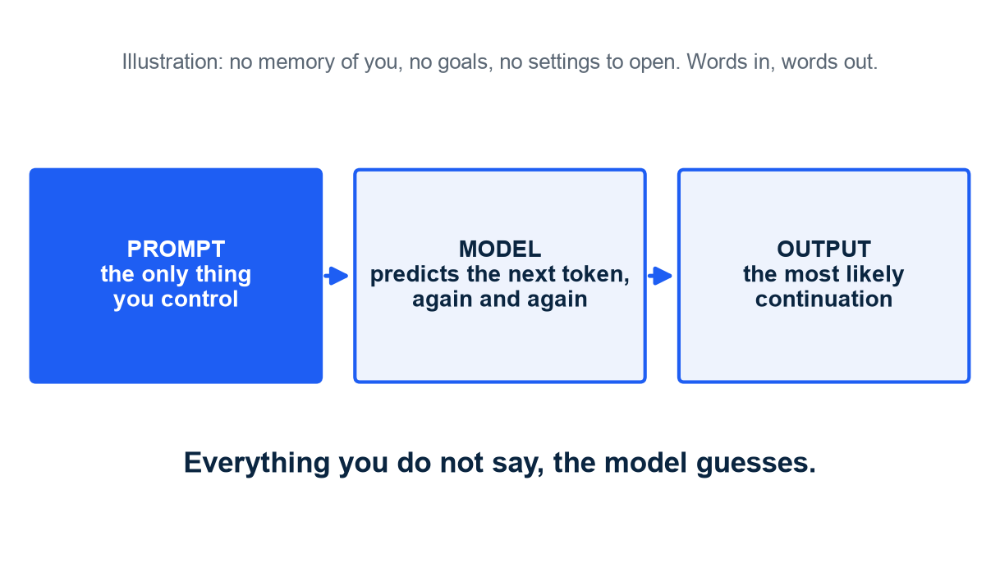 Illustration: no memory of you, no goals, no settings to open. Words in, words out.
PROMPT
the only thing
you control
MODEL
predicts the next token,
again and again
OUTPUT
the most likely
continuation
Everything you do not say, the model guesses.